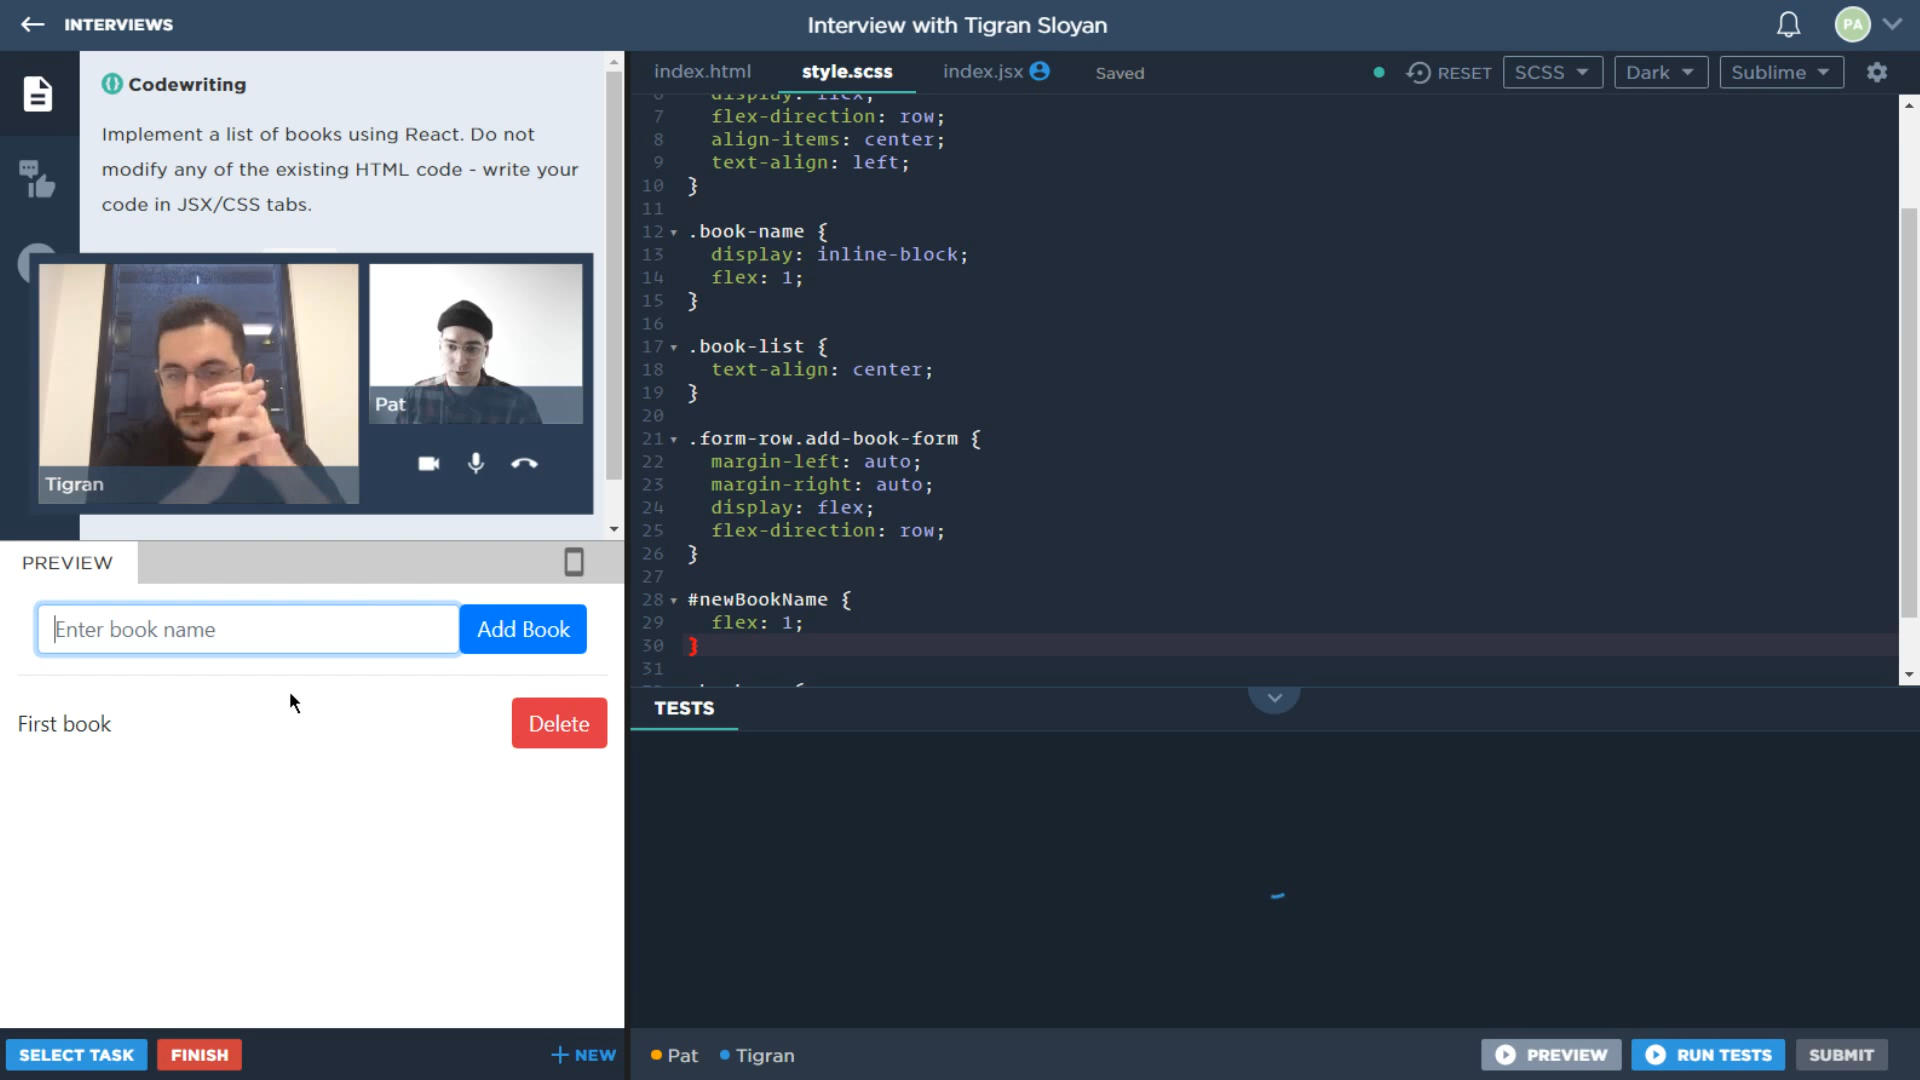 INTERVIEWS
Interview with Tigran Sloyan
PA
Codewriting
Implement a list of books using React. Do not
modify any of the existing HTML code - write your
code in JSX/CSS tabs.
Tigran
Pat
PREVIEW
Enter book name
Add Book
First book
Delete
SELECT TASK
FINISH
+ NEW
index.html
style.scss
index.jsx
Saved
RESET
SCSS
Dark
Sublime
6 display: flex;
7 flex-direction: row;
8 align-items: center;
9 text-align: left;
10 }
11
12 .book-name {
13 display: inline-block;
14 flex: 1;
15 }
16
17 .book-list {
18 text-align: center;
19 }
20
21 .form-row.add-book-form {
22 margin-left: auto;
23 margin-right: auto;
24 display: flex;
25 flex-direction: row;
26 }
27
28 #newBookName {
29 flex: 1;
30 }
31
TESTS
Pat
Tigran
PREVIEW
RUN TESTS
SUBMIT